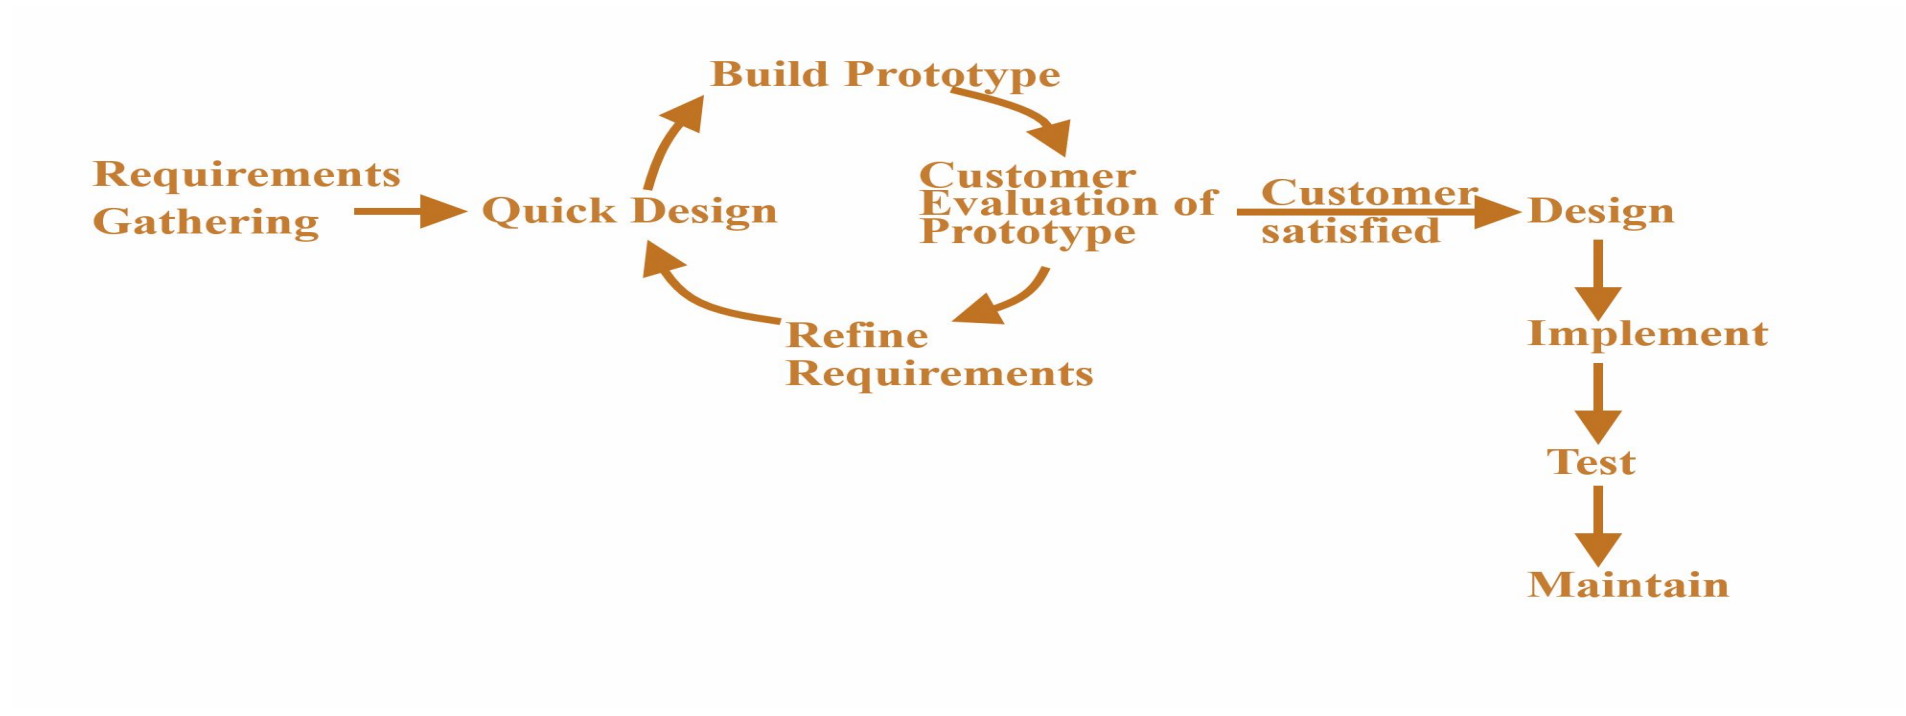 Build Prototype
Requirements
Gathering
Quick Design
Customer
Evaluation of
Prototype
Customer
satisfied
Design
Refine
Requirements
Implement
Test
Maintain